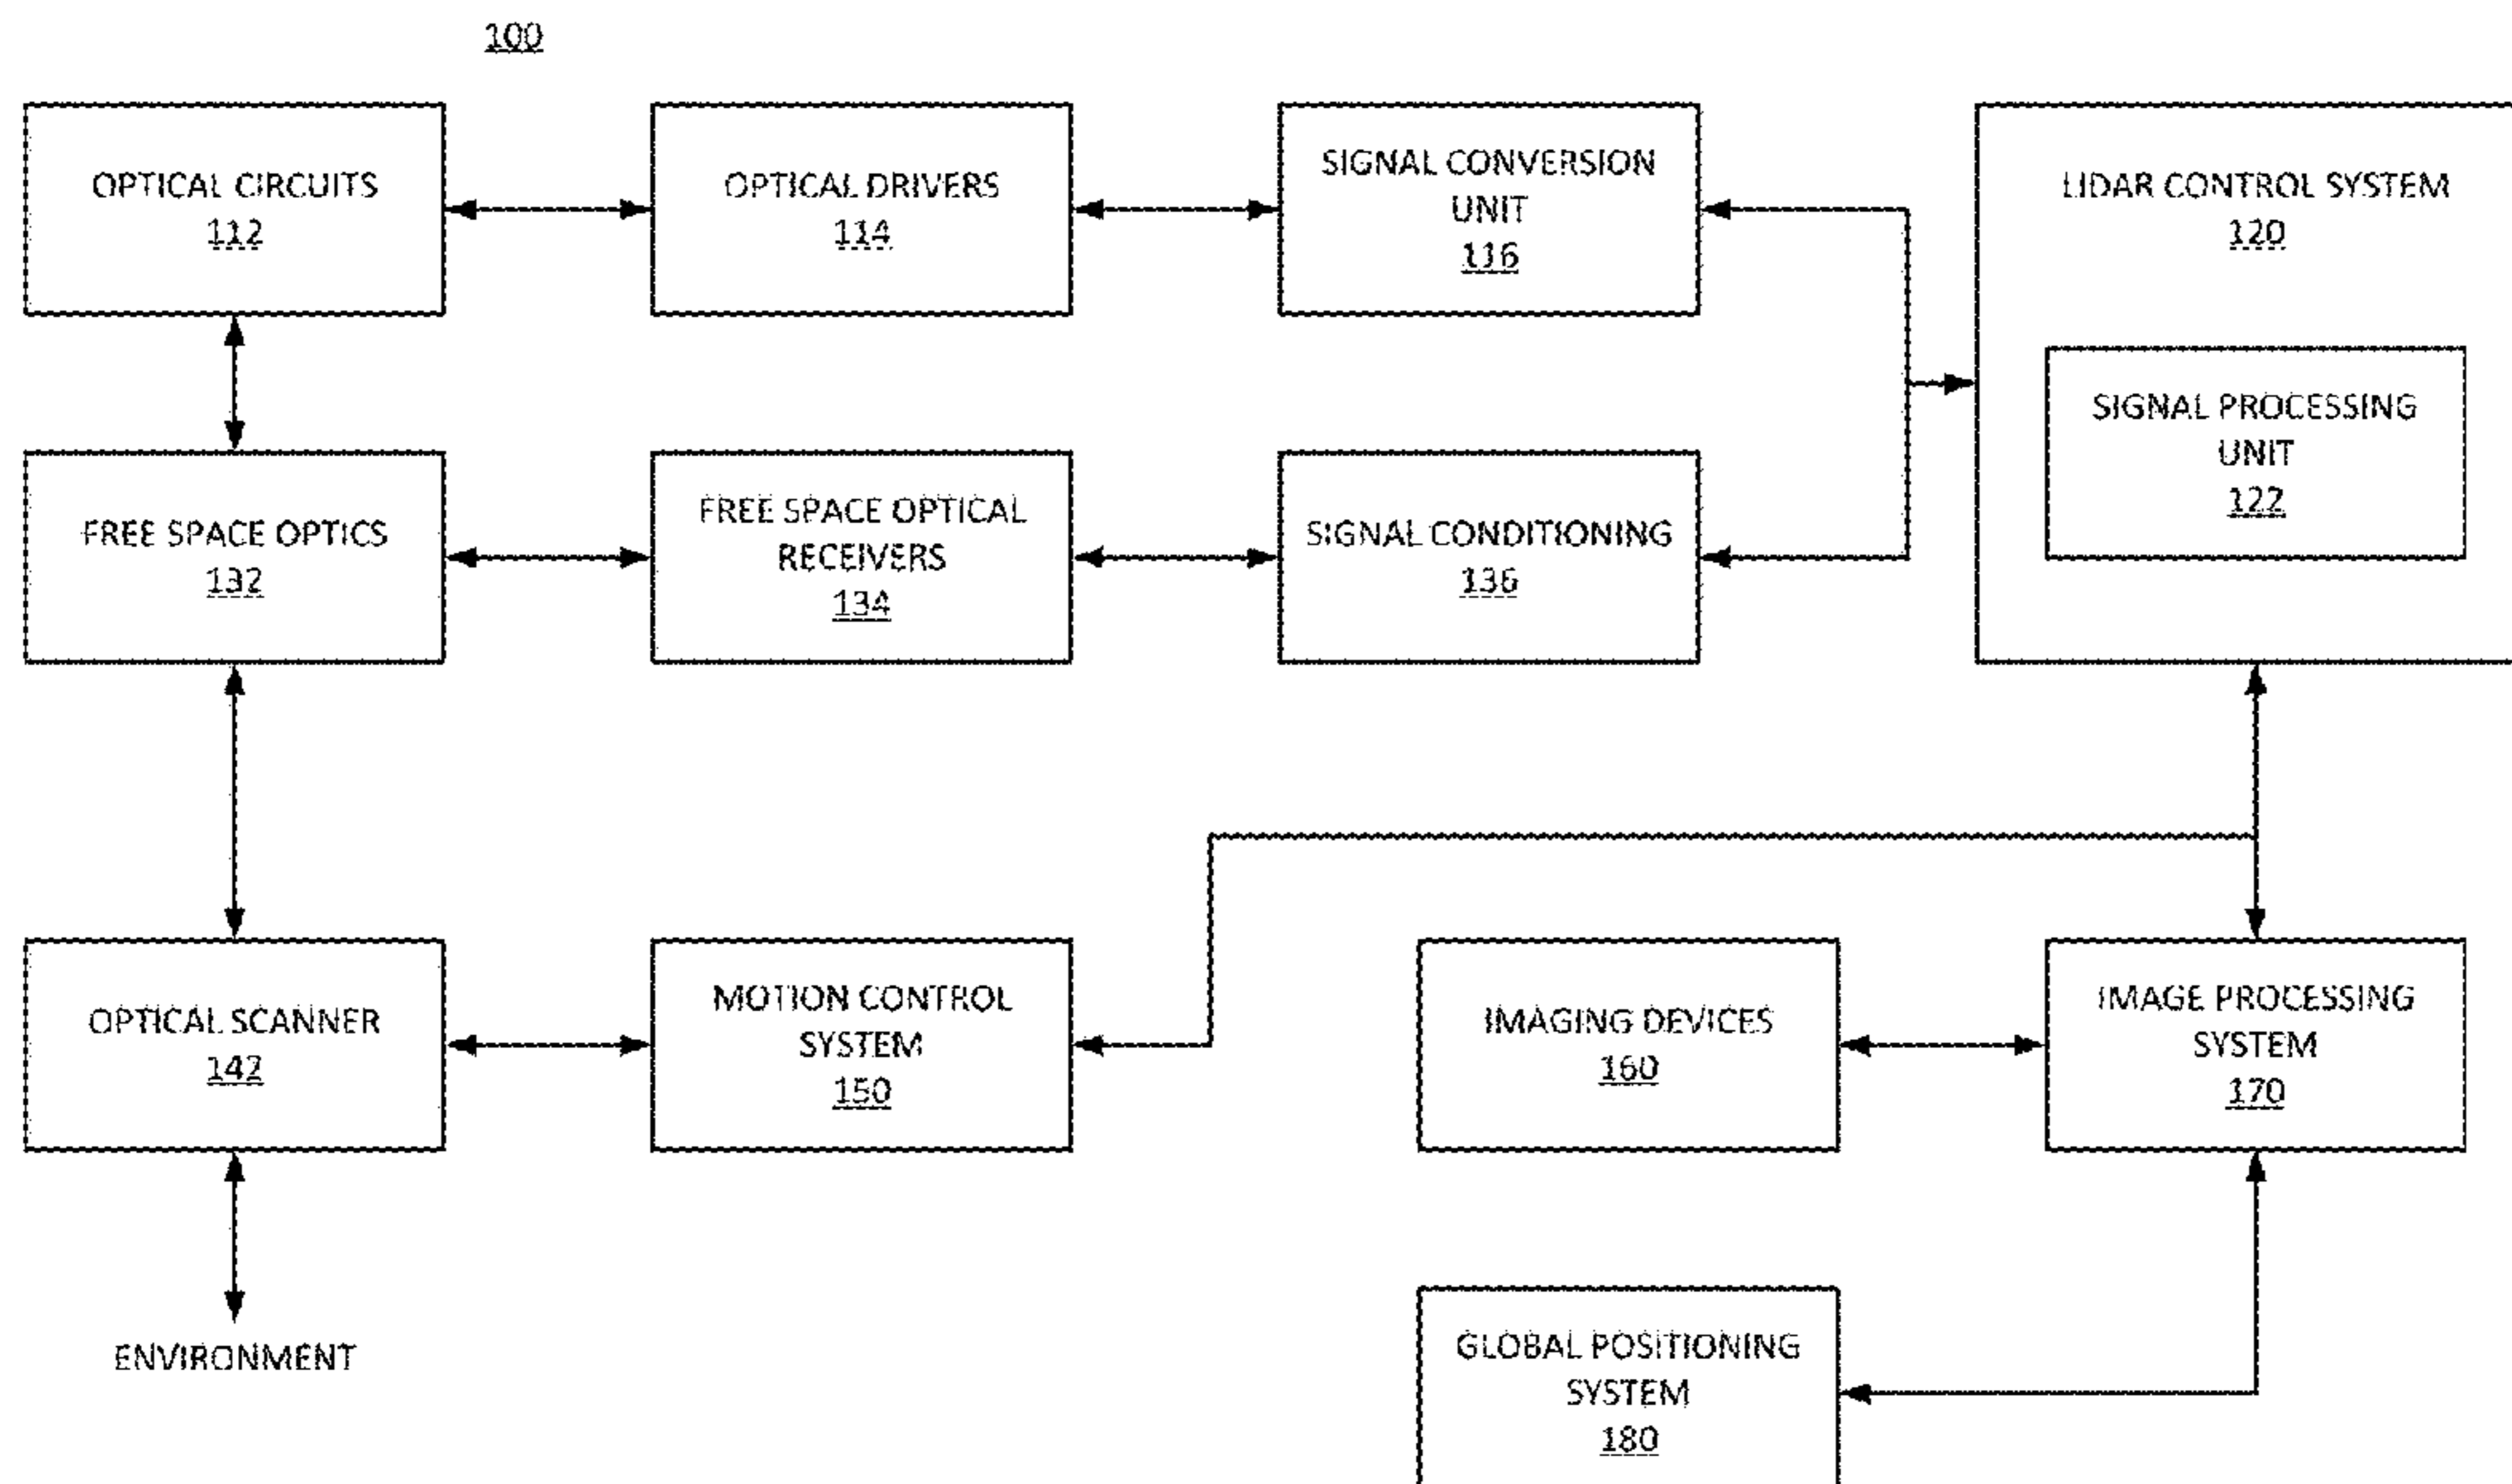 100
OPTICAL CIRCUITS
112
OPTICAL DRIVERS
114
SIGNAL CONVERSION
UNIT
116
LIDAR CONTROL SYSTEM
120
SIGNAL PROCESSING
UNIT
122
FREE SPACE OPTICS
132
FREE SPACE OPTICAL
RECEIVERS
134
SIGNAL CONDITIONING
136
OPTICAL SCANNER
142
MOTION CONTROL
SYSTEM
150
IMAGING DEVICES
160
IMAGE PROCESSING
SYSTEM
170
ENVIRONMENT
GLOBAL POSITIONING
SYSTEM
180